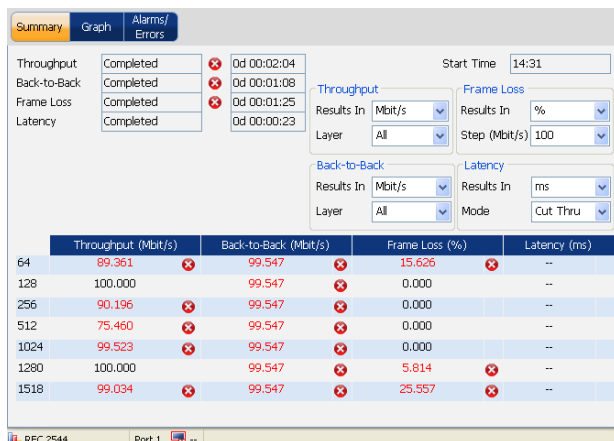 Summary Graph Alarms/ Errors
Throughput Completed 0d 00:02:04 Start Time 14:31
Back-to-Back Completed 0d 00:01:08
Frame Loss Completed 0d 00:01:25
Latency Completed 0d 00:00:23
Throughput Frame Loss
Results In Mbit/s Results In %
Layer All Step (Mbit/s) 100
Back-to-Back Latency
Results In Mbit/s Results In ms
Layer All Mode Cut Thru
Throughput (Mbit/s) Back-to-Back (Mbit/s) Frame Loss (%) Latency (ms)
64 89.361 99.547 15.626 --
128 100.000 99.547 0.000 --
256 90.196 99.547 0.000 --
512 75.460 99.547 0.000 --
1024 99.523 99.547 0.000 --
1280 100.000 99.547 5.814 --
1518 99.034 99.547 25.557 --
RFC 2544 Port 1 --